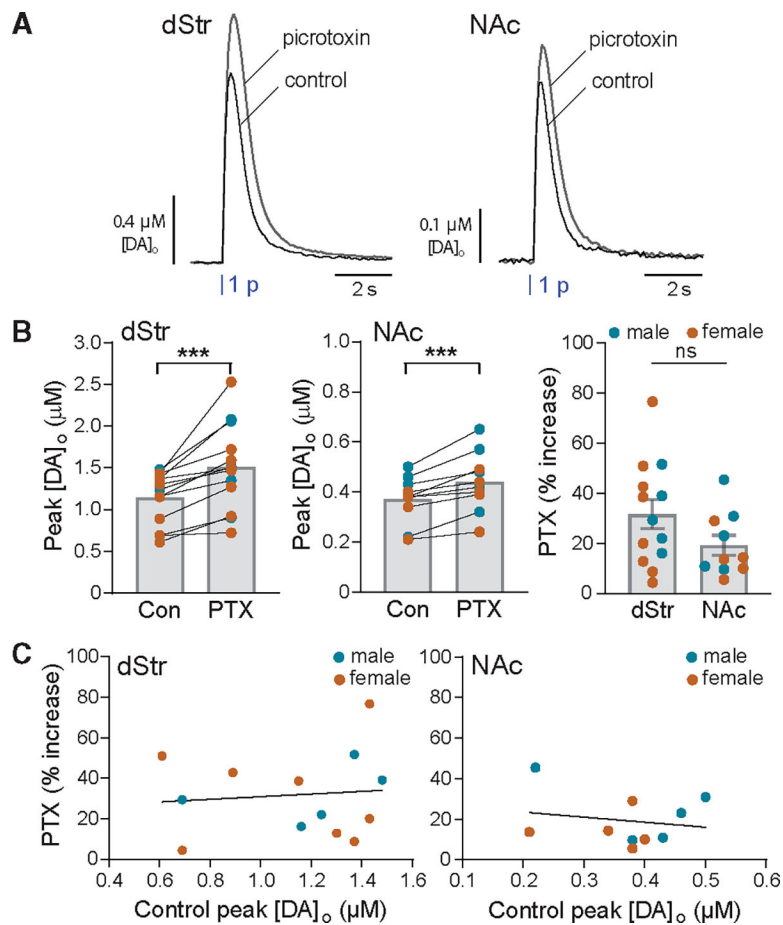 A
dStr
NAc
picrotoxin
picrotoxin
control
control
0.4 µM
[DA]ₒ
0.1 µM
[DA]ₒ
1 p
2 s
1 p
2 s
B
dStr
NAc
male
female
3.0
2.5
2.0
1.5
1.0
0.5
0
***
Peak [DA]ₒ (µM)
Con
PTX
1.0
0.8
0.6
0.4
0.2
0
***
Peak [DA]ₒ (µM)
Con
PTX
100
80
60
40
20
0
ns
PTX (% increase)
dStr
NAc
C
dStr
male
female
100
80
60
40
20
0
PTX (% increase)
0.4
0.6
0.8
1.0
1.2
1.4
1.6
Control peak [DA]ₒ (µM)
NAc
male
female
100
80
60
40
20
0
0.1
0.2
0.3
0.4
0.5
0.6
Control peak [DA]ₒ (µM)